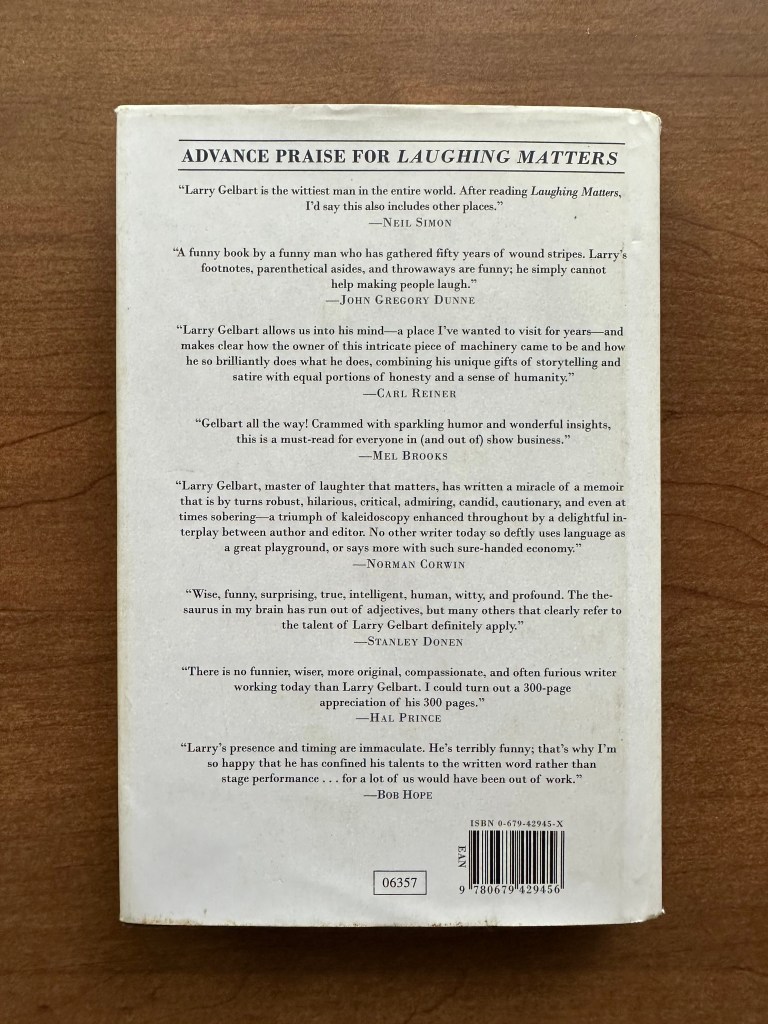 ADVANCE PRAISE FOR LAUGHING MATTERS
“Larry Gelbart is the wittiest man in the entire world. After reading Laughing Matters,
I’d say this also includes other places.”
—Neil Simon
“A funny book by a funny man who has gathered fifty years of wound stripes. Larry’s
footnotes, parenthetical asides, and throwaways are funny; he simply cannot
help making people laugh.”
—John Gregory Dunne
“Larry Gelbart allows us into his mind—a place I’ve wanted to visit for years—and
makes clear how the owner of this intricate piece of machinery came to be and how
he so brilliantly does what he does, combining his unique gifts of storytelling and
satire with equal portions of honesty and a sense of humanity.”
—Carl Reiner
“Gelbart all the way! Crammed with sparkling humor and wonderful insights,
this is a must-read for everyone in (and out of) show business.”
—Mel Brooks
“Larry Gelbart, master of laughter that matters, has written a miracle of a memoir
that is by turns robust, hilarious, critical, admiring, candid, cautionary, and even at
times sobering—a triumph of kaleidoscopy enhanced throughout by a delightful in-
terplay between author and editor. No other writer today so deftly uses language as
a great playground, or says more with such sure-handed economy.”
—Norman Corwin
“Wise, funny, surprising, true, intelligent, human, witty, and profound. The the-
saurus in my brain has run out of adjectives, but many others that clearly refer to
the talent of Larry Gelbart definitely apply.”
—Stanley Donen
“There is no funnier, wiser, more original, compassionate, and often furious writer
working today than Larry Gelbart. I could turn out a 300-page
appreciation of his 300 pages.”
—Hal Prince
“Larry’s presence and timing are immaculate. He’s terribly funny; that’s why I’m
so happy that he has confined his talents to the written word rather than
stage performance . . . for a lot of us would have been out of work.”
—Bob Hope
ISBN 0-679-42945-X
EAN
9 780679 429456
06357